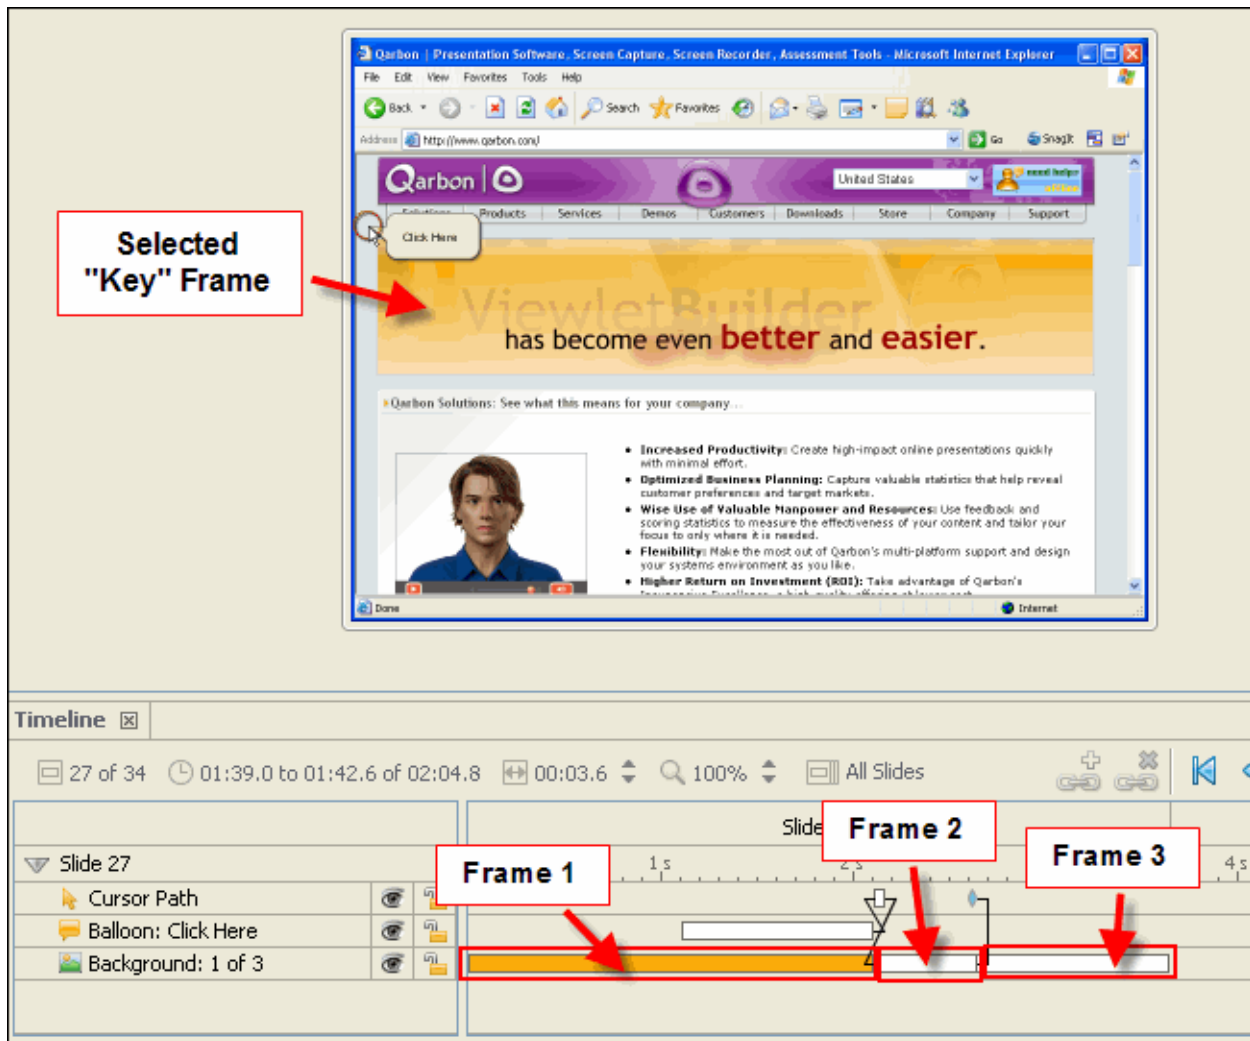 Qarbon | Presentation Software, Screen Capture, Screen Recorder, Assessment Tools - Microsoft Internet Explorer
File Edit View Favorites Tools Help
Back Search Favorites
Address http://www.qarbon.com/ Go SnagIt
Qarbon
United States
need help?
offline
Solutions Products Services Demos Customers Downloads Store Company Support
Click Here
Selected
"Key" Frame
ViewletBuilder
has become even better and easier.
Qarbon Solutions: See what this means for your company...
• Increased Productivity: Create high-impact online presentations quickly
with minimal effort.
• Optimized Business Planning: Capture valuable statistics that help reveal
customer preferences and target markets.
• Wise Use of Valuable Manpower and Resources: Use feedback and
scoring statistics to measure the effectiveness of your content and tailor your
focus to only where it is needed.
• Flexibility: Make the most out of Qarbon's multi-platform support and design
your systems environment as you like.
• Higher Return on Investment (ROI): Take advantage of Qarbon's
Done Internet
Timeline
27 of 34 01:39.0 to 01:42.6 of 02:04.8 00:03.6 100% All Slides
Slide
Frame 2
Frame 3
Frame 1
Slide 27 1 s 2 s 4 s
Cursor Path
Balloon: Click Here
Background: 1 of 3